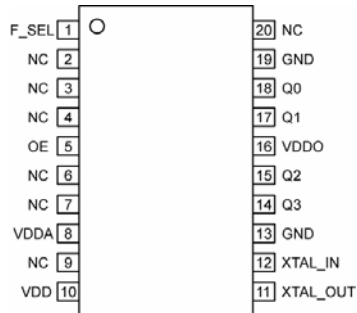 F_SEL 1 20 NC
NC 2 19 GND
NC 3 18 Q0
NC 4 17 Q1
OE 5 16 VDDO
NC 6 15 Q2
NC 7 14 Q3
VDDA 8 13 GND
NC 9 12 XTAL_IN
VDD 10 11 XTAL_OUT